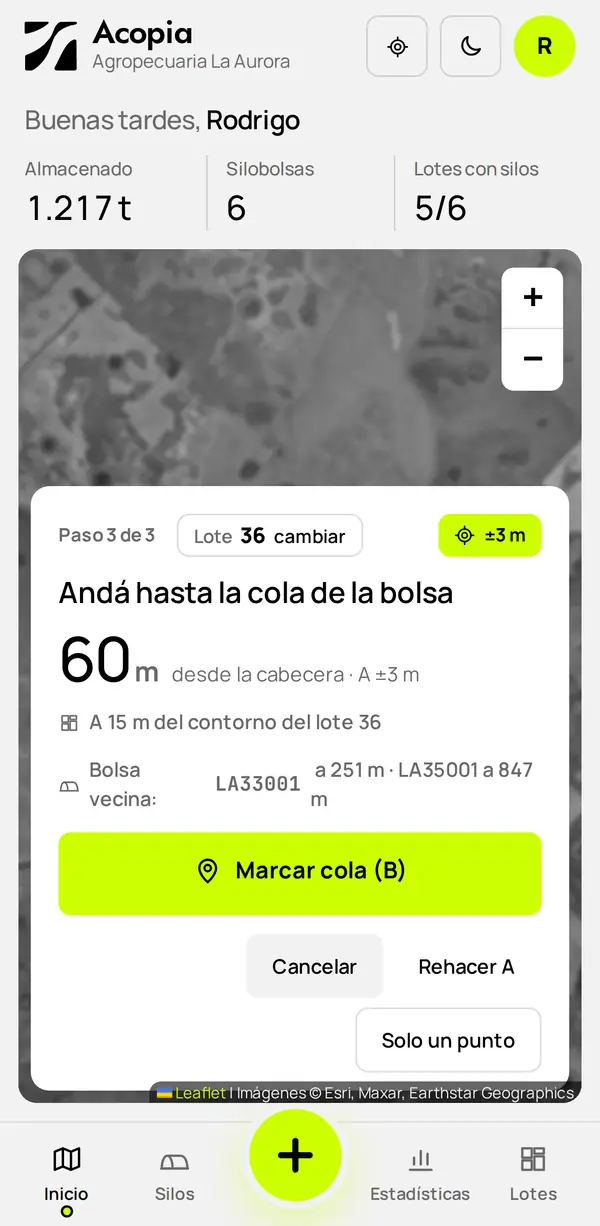 Acopia
Agropecuaria La Aurora
R
Buenas tardes, Rodrigo
Almacenado
1.217 t
Silobolsas
6
Lotes con silos
5/6
+
−
Paso 3 de 3
Lote 36 cambiar
±3 m
Andá hasta la cola de la bolsa
60 m desde la cabecera · A ±3 m
A 15 m del contorno del lote 36
Bolsa vecina: LA33001 a 251 m · LA35001 a 847 m
Marcar cola (B)
Cancelar
Rehacer A
Solo un punto
Leaflet | Imágenes © Esri, Maxar, Earthstar Geographics
Inicio
Silos
+
Estadísticas
Lotes